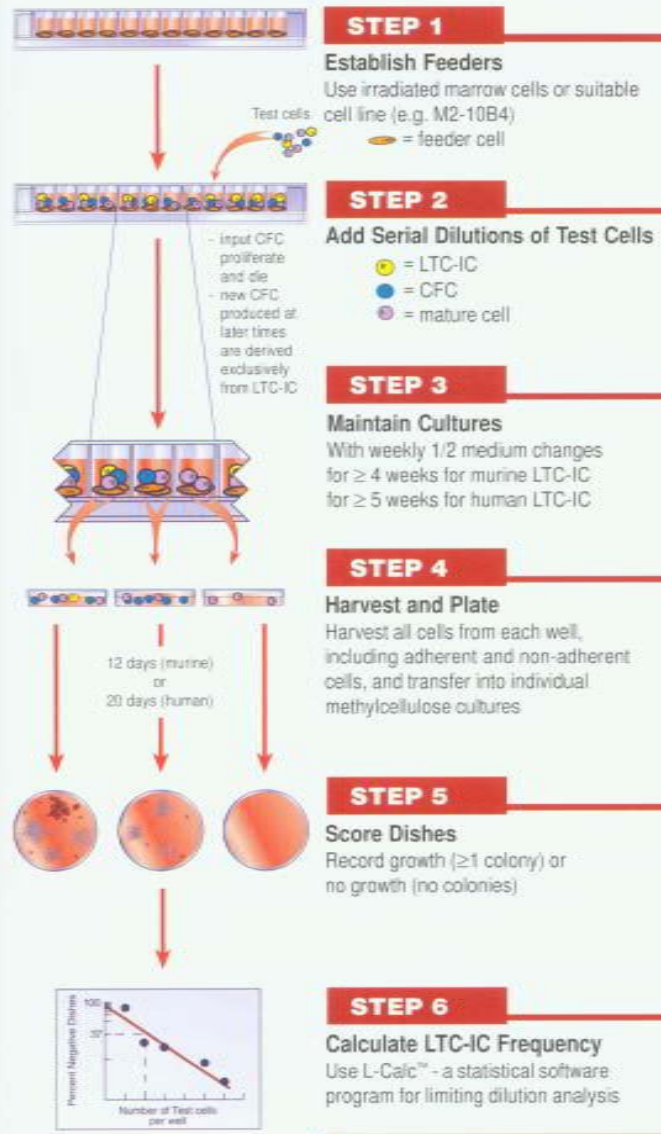 STEP 1
Establish Feeders
Use irradiated marrow cells or suitable
cell line (e.g. M2-10B4)
= feeder cell
Test cells
STEP 2
Add Serial Dilutions of Test Cells
= LTC-IC
= CFC
= mature cell
- input CFC
proliferate
and die
- new CFC
produced at
later times
are derived
exclusively
from LTC-IC
STEP 3
Maintain Cultures
With weekly 1/2 medium changes
for ≥ 4 weeks for murine LTC-IC
for ≥ 5 weeks for human LTC-IC
STEP 4
Harvest and Plate
Harvest all cells from each well,
including adherent and non-adherent
cells, and transfer into individual
methylcellulose cultures
12 days (murine)
or
20 days (human)
STEP 5
Score Dishes
Record growth (≥1 colony) or
no growth (no colonies)
STEP 6
Calculate LTC-IC Frequency
Use L-Calc™ - a statistical software
program for limiting dilution analysis
Percent Negative Dishes
100
37
Number of Test cells
per well